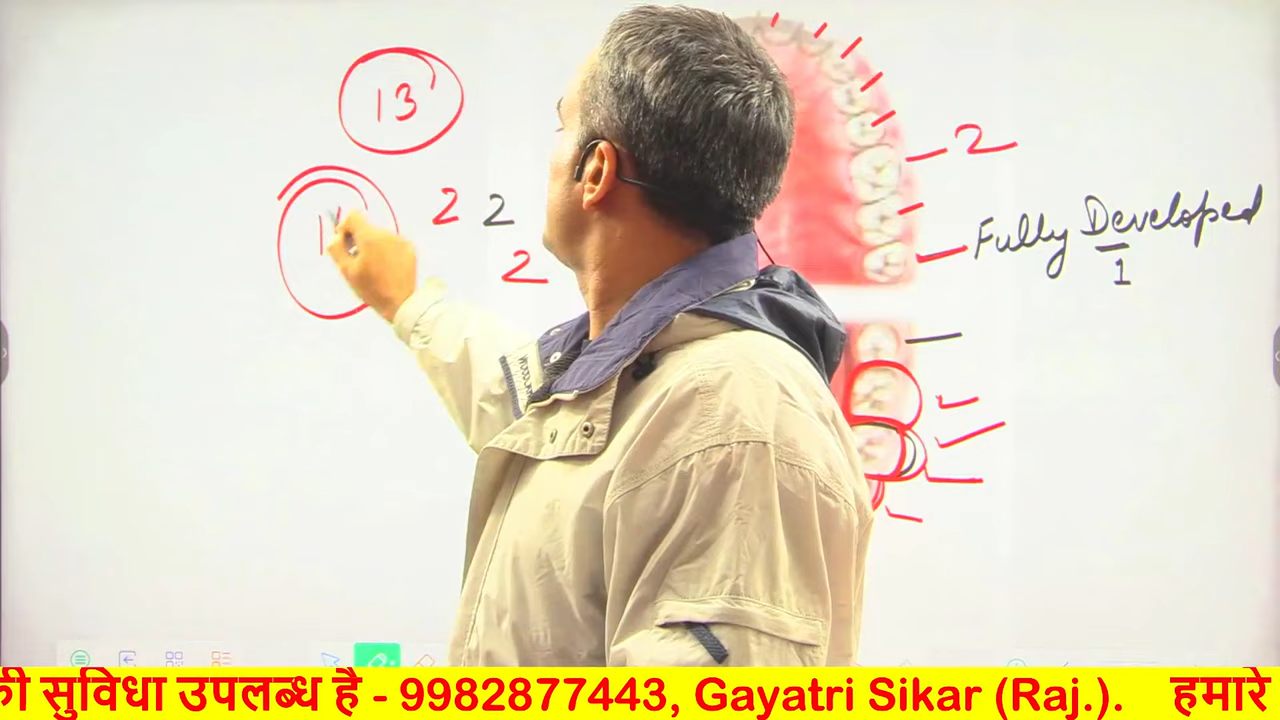 13
2 2
2
2
Fully Developed
1
की सुविधा उपलब्ध है - 9982877443, Gayatri Sikar (Raj.). हमारे